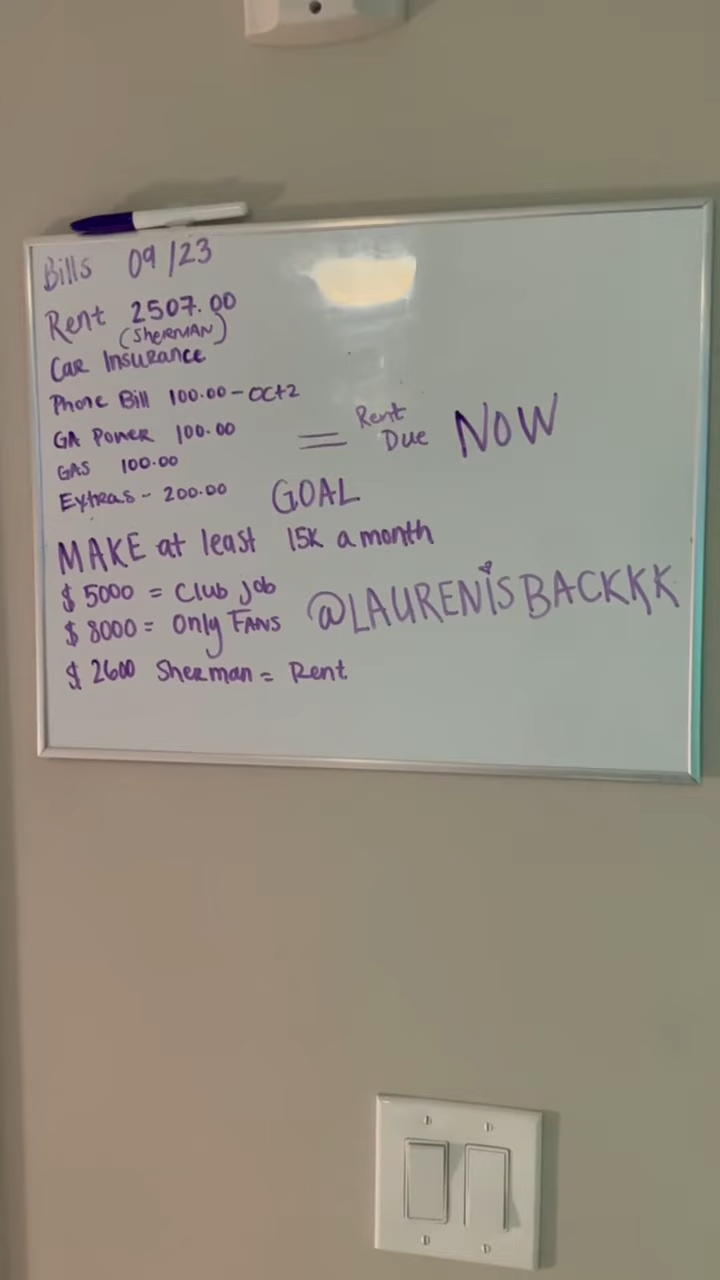 Bills 09/23
Rent 2507.00
(SHERMAN)
Car Insurance
Phone Bill 100.00 - Oct 2
GA Power 100.00
GAS 100.00
= Rent Due NOW
Extras - 200.00
GOAL
MAKE at least 15K a month
$ 5000 = Club job
$ 8000 = Only FANS
@LAURENiSBACKKK
$ 2600 Sherman = Rent